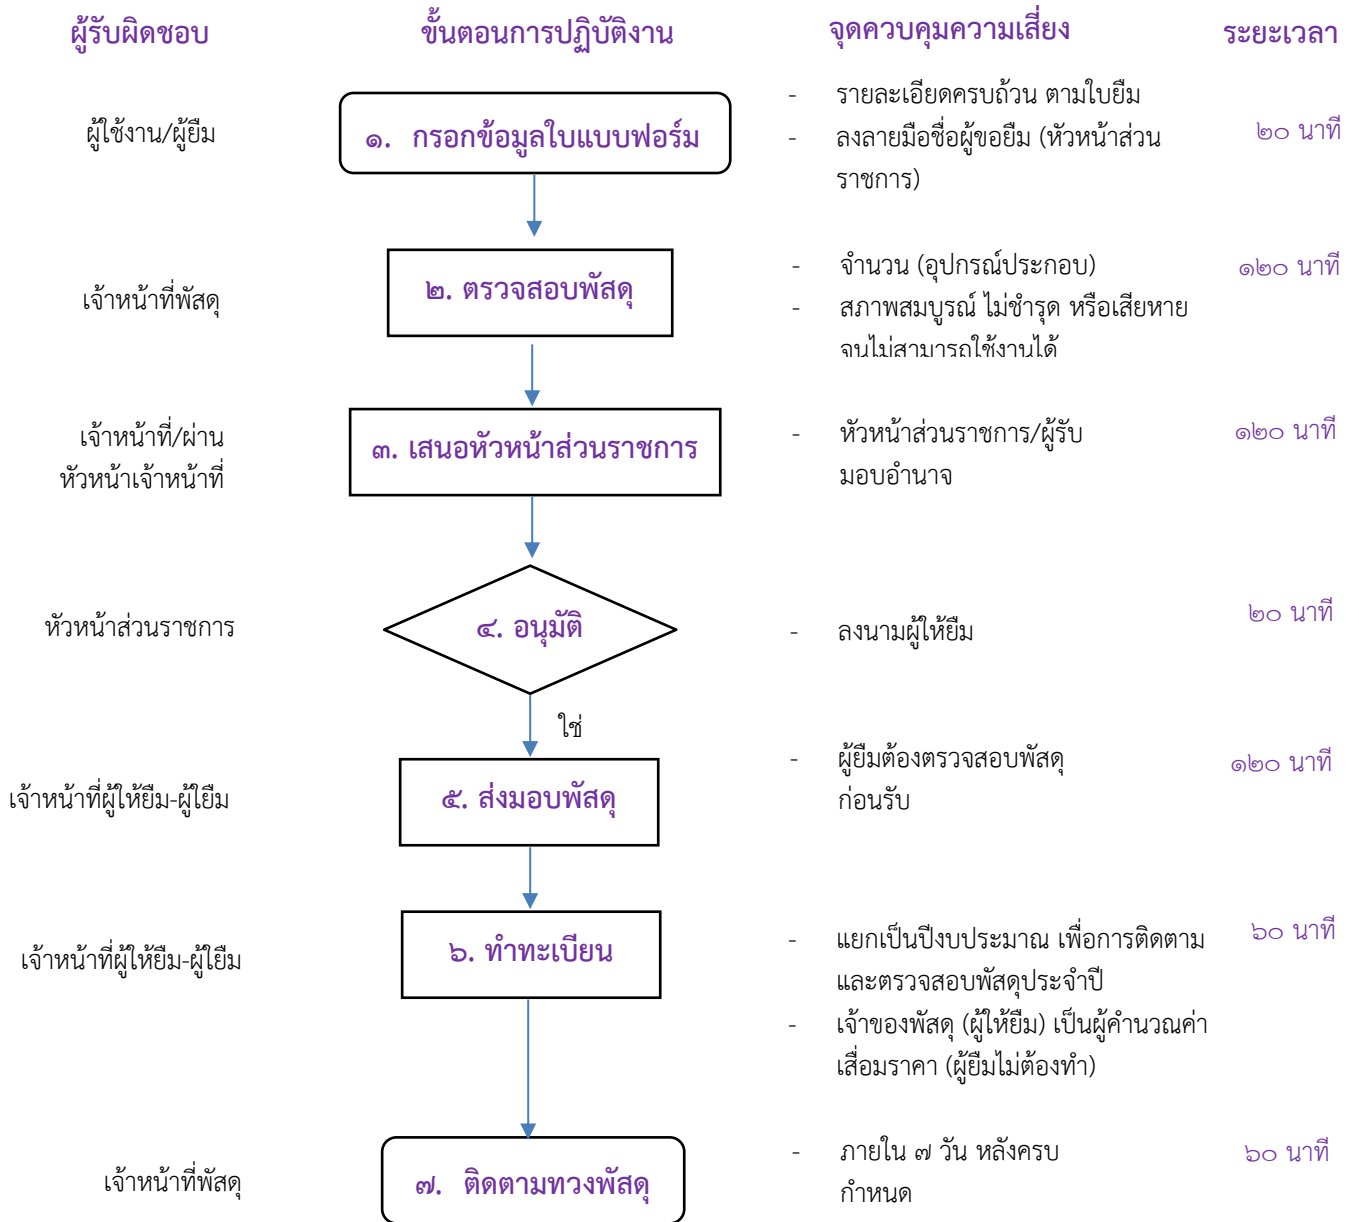 ผู้รับผิดชอบ ขั้นตอนการปฏิบัติงาน จุดควบคุมความเสี่ยง ระยะเวลา
ผู้ใช้งาน/ผู้ยืม
๑. กรอกข้อมูลใบแบบฟอร์ม
- รายละเอียดครบถ้วน ตามใบยืม
- ลงลายมือชื่อผู้ขอยืม (หัวหน้าส่วน
ราชการ)
๒๐ นาที
เจ้าหน้าที่พัสดุ
๒. ตรวจสอบพัสดุ
- จำนวน (อุปกรณ์ประกอบ)
- สภาพสมบูรณ์ ไม่ชำรุด หรือเสียหาย
จนไม่สามารถใช้งานได้
๑๒๐ นาที
เจ้าหน้าที่/ผ่าน
หัวหน้าเจ้าหน้าที่
๓. เสนอหัวหน้าส่วนราชการ
- หัวหน้าส่วนราชการ/ผู้รับ
มอบอำนาจ
๑๒๐ นาที
หัวหน้าส่วนราชการ
๔. อนุมัติ
- ลงนามผู้ให้ยืม
๒๐ นาที
ใช่
เจ้าหน้าที่ผู้ให้ยืม-ผู้ใยืม
๕. ส่งมอบพัสดุ
- ผู้ยืมต้องตรวจสอบพัสดุ
ก่อนรับ
๑๒๐ นาที
เจ้าหน้าที่ผู้ให้ยืม-ผู้ใยืม
๖. ทำทะเบียน
- แยกเป็นปีงบประมาณ เพื่อการติดตาม
และตรวจสอบพัสดุประจำปี
- เจ้าของพัสดุ (ผู้ให้ยืม) เป็นผู้คำนวณค่า
เสื่อมราคา (ผู้ยืมไม่ต้องทำ)
๖๐ นาที
เจ้าหน้าที่พัสดุ
๗. ติดตามทวงพัสดุ
- ภายใน ๗ วัน หลังครบ
กำหนด
๖๐ นาที